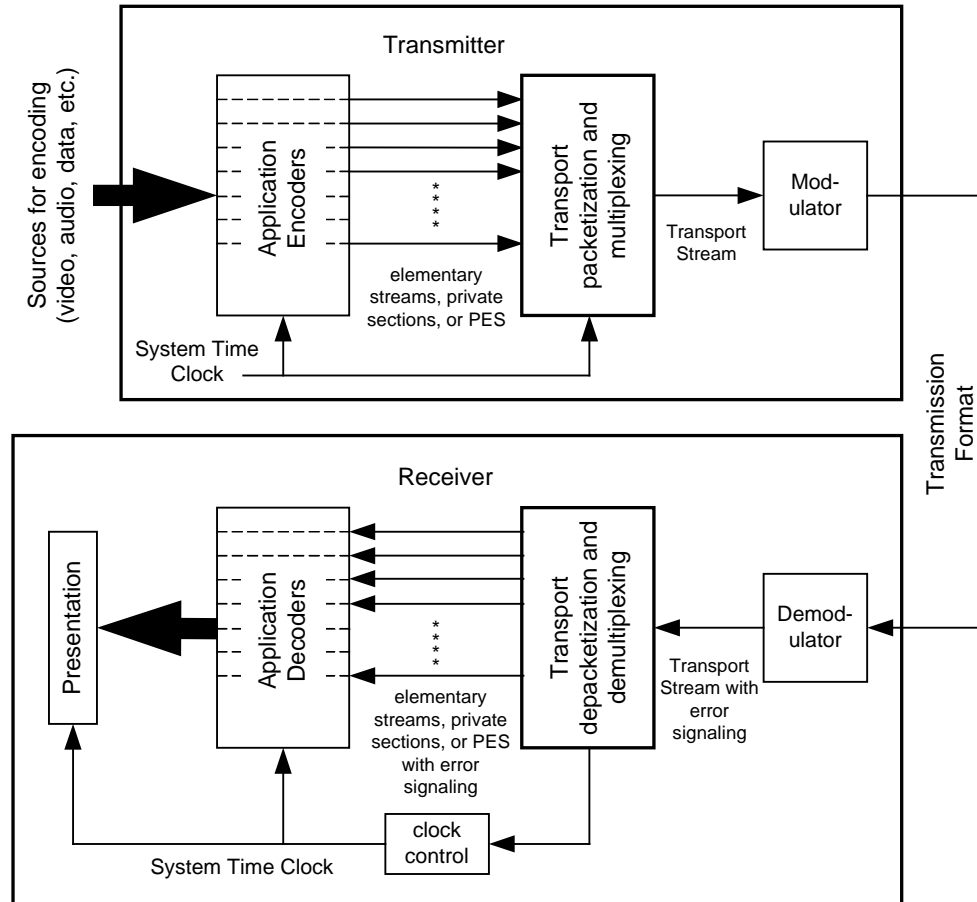 Transmitter
Sources for encoding
(video, audio, data, etc.)
Application
Encoders
* * * *
elementary
streams, private
sections, or PES
Transport
packetization and
multiplexing
Transport
Stream
Mod-
ulator
System Time
Clock
Transmission
Format
Receiver
Presentation
Application
Decoders
* * * *
elementary
streams, private
sections, or PES
with error
signaling
Transport
depacketization and
demultiplexing
Transport
Stream with
error
signaling
Demod-
ulator
clock
control
System Time Clock